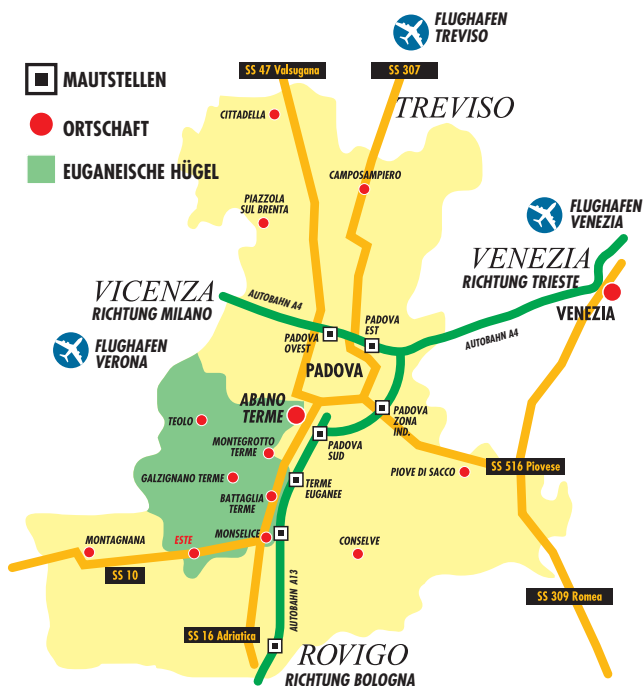 FLUGHAFEN
TREVISO
SS 47 Valsugana
SS 307
MAUTSTELLEN
TREVISO
CITTADELLA
ORTSCHAFT
EUGANEISCHE HÜGEL
CAMPOSAMPIERO
PIAZZOLA
SUL BRENTA
FLUGHAFEN
VENEZIA
VENEZIA
RICHTUNG TRIESTE
VICENZA
RICHTUNG MILANO
AUTOBAHN A4
VENEZIA
PADOVA
EST
PADOVA
OVEST
AUTOBAHN A4
FLUGHAFEN
VERONA
PADOVA
ABANO
TERME
TEOLO
PADOVA
ZONA
IND.
MONTEGROTTO
TERME
PADOVA
SUD
GALZIGNANO TERME
TERME
EUGANEE
PIOVE DI SACCO
SS 516 Piovese
BATTAGLIA
TERME
MONSELICE
MONTAGNANA
ESTE
CONSELVE
SS 10
AUTOBAHN A13
SS 309 Romea
SS 16 Adriatica
ROVIGO
RICHTUNG BOLOGNA